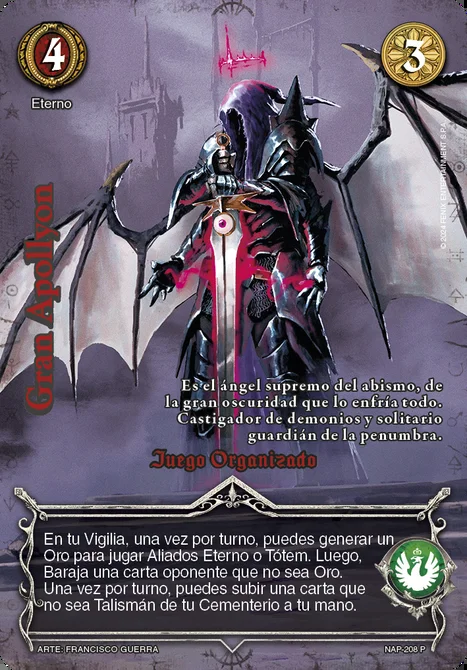 4
3
Eterno
© 2024 FENIX ENTERTAINMENT S.P.A.
Gran Apollyon
Es el ángel supremo del abismo, de
la gran oscuridad que lo enfría todo.
Castigador de demonios y solitario
guardián de la penumbra.
Juego Organizado
En tu Vigilia, una vez por turno, puedes generar un
Oro para jugar Aliados Eterno o Tótem. Luego,
Baraja una carta oponente que no sea Oro.
Una vez por turno, puedes subir una carta que
no sea Talismán de tu Cementerio a tu mano.
ARTE: FRANCISCO GUERRA
NAP-208 P